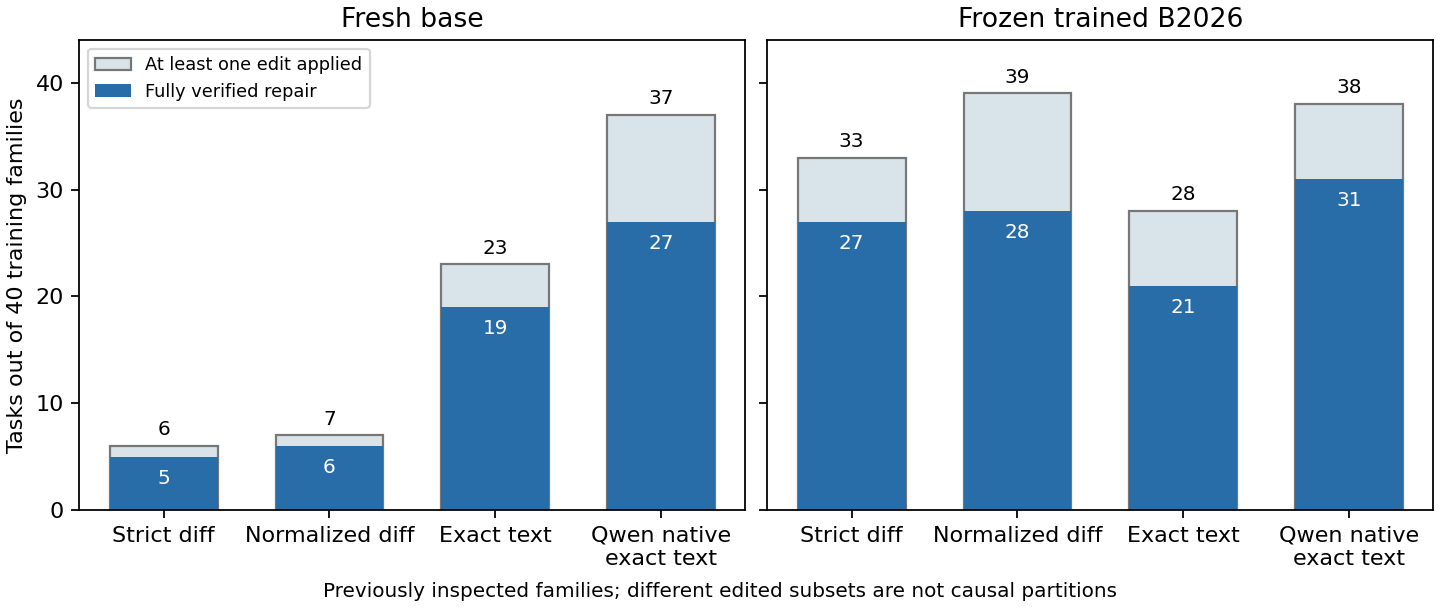 Fresh base
Frozen trained B2026
Tasks out of 40 training families
At least one edit applied
Fully verified repair
40
30
20
10
0
6
5
7
6
23
19
37
27
33
27
39
28
28
21
38
31
Strict diff
Normalized diff
Exact text
Qwen native
exact text
Strict diff
Normalized diff
Exact text
Qwen native
exact text
Previously inspected families; different edited subsets are not causal partitions